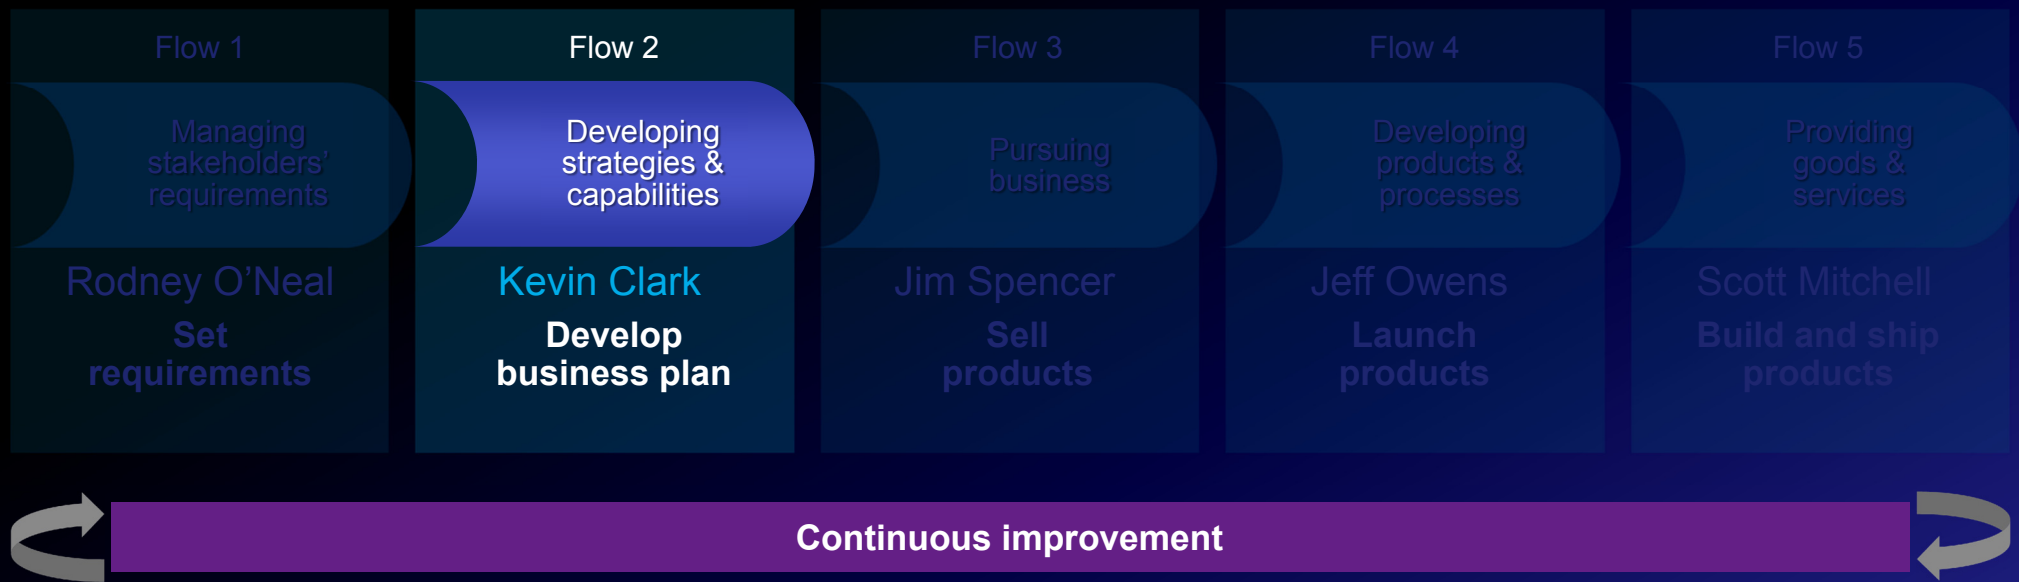 Flow 1
Managing
stakeholders’
requirements
Rodney O’Neal
Set
requirements
Flow 2
Developing
strategies &
capabilities
Kevin Clark
Develop
business plan
Flow 3
Pursuing
business
Jim Spencer
Sell
products
Flow 4
Developing
products &
processes
Jeff Owens
Launch
products
Flow 5
Providing
goods &
services
Scott Mitchell
Build and ship
products
Continuous improvement